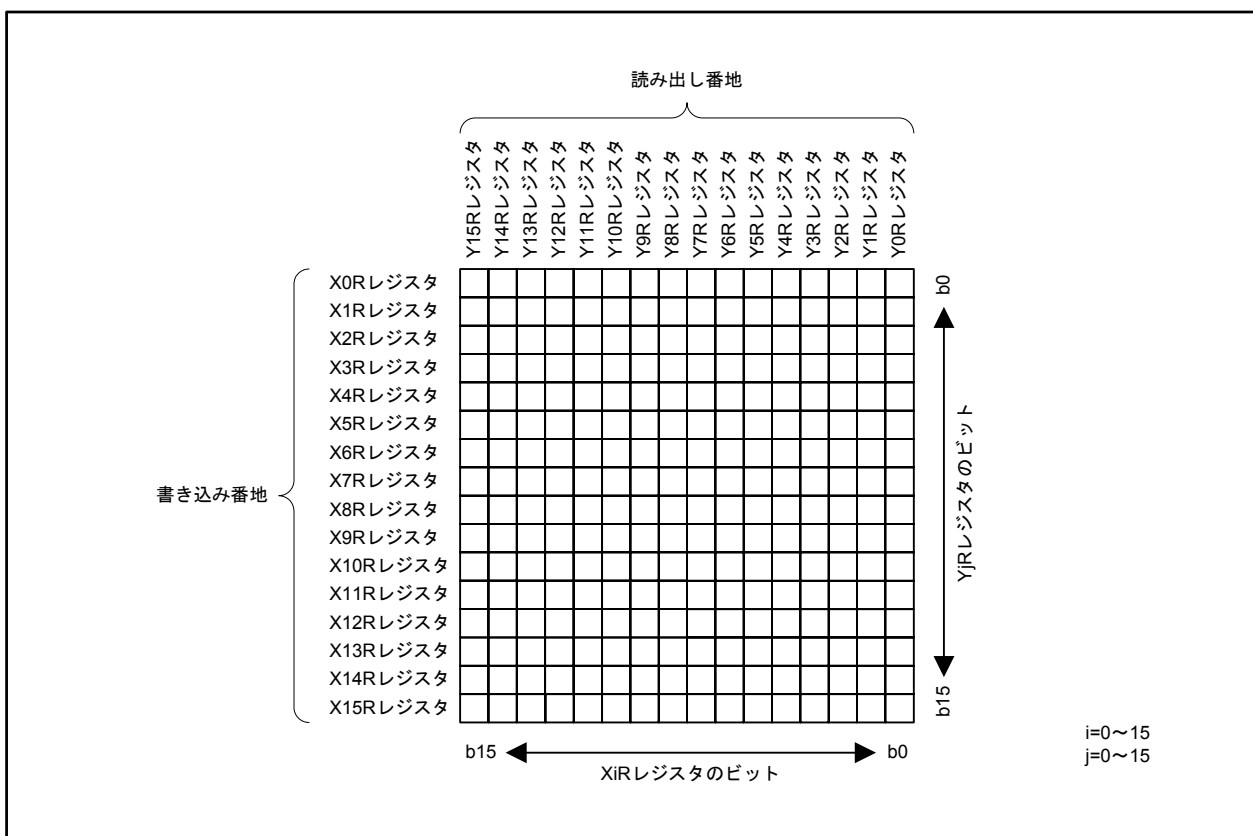 読み出し番地
Y15Rレジスタ
Y14Rレジスタ
Y13Rレジスタ
Y12Rレジスタ
Y11Rレジスタ
Y10Rレジスタ
Y9Rレジスタ
Y8Rレジスタ
Y7Rレジスタ
Y6Rレジスタ
Y5Rレジスタ
Y4Rレジスタ
Y3Rレジスタ
Y2Rレジスタ
Y1Rレジスタ
Y0Rレジスタ
書き込み番地
X0Rレジスタ
X1Rレジスタ
X2Rレジスタ
X3Rレジスタ
X4Rレジスタ
X5Rレジスタ
X6Rレジスタ
X7Rレジスタ
X8Rレジスタ
X9Rレジスタ
X10Rレジスタ
X11Rレジスタ
X12Rレジスタ
X13Rレジスタ
X14Rレジスタ
X15Rレジスタ
b0
YjRレジスタのビット
b15
b15
XiRレジスタのビット
b0
i=0～15
j=0～15